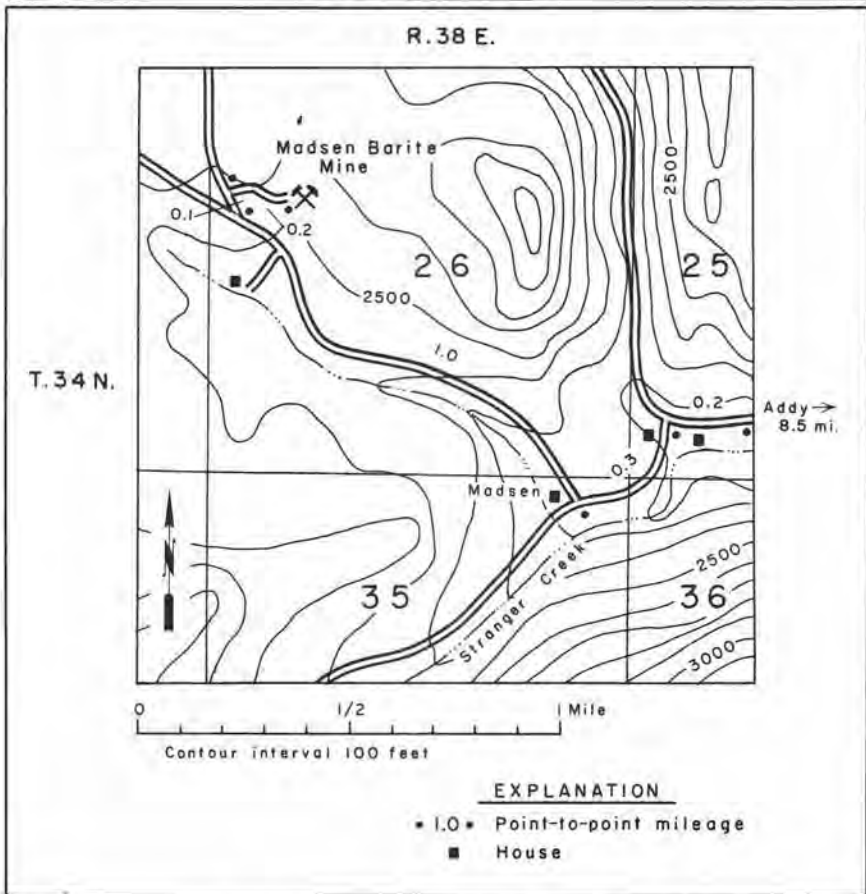 R. 38 E.
Madsen Barite
Mine
0.1
0.2
26
25
2500
2500
1.0
T. 34 N.
0.2
Addy →
8.5 mi.
0.3
Madsen
N
35
36
Stranger Creek
2500
3000
0 1/2 1 Mile
Contour interval 100 feet
EXPLANATION
• 1.0 • Point-to-point mileage
■ House